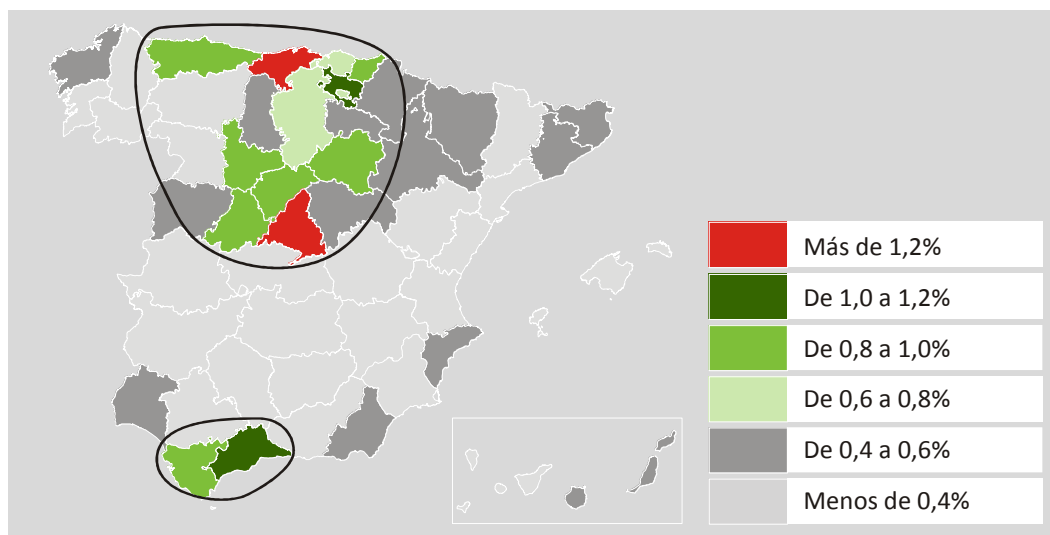 Más de 1,2%
De 1,0 a 1,2%
De 0,8 a 1,0%
De 0,6 a 0,8%
De 0,4 a 0,6%
Menos de 0,4%